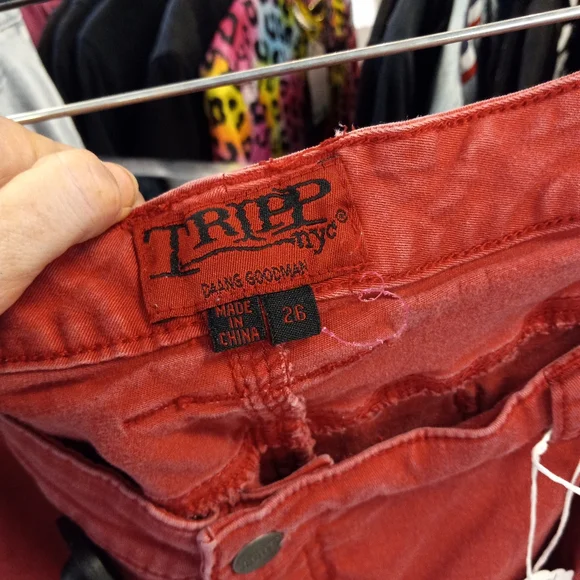 TRIPP
nyc®
DAANG GOODMAN
MADE
IN
CHINA
26